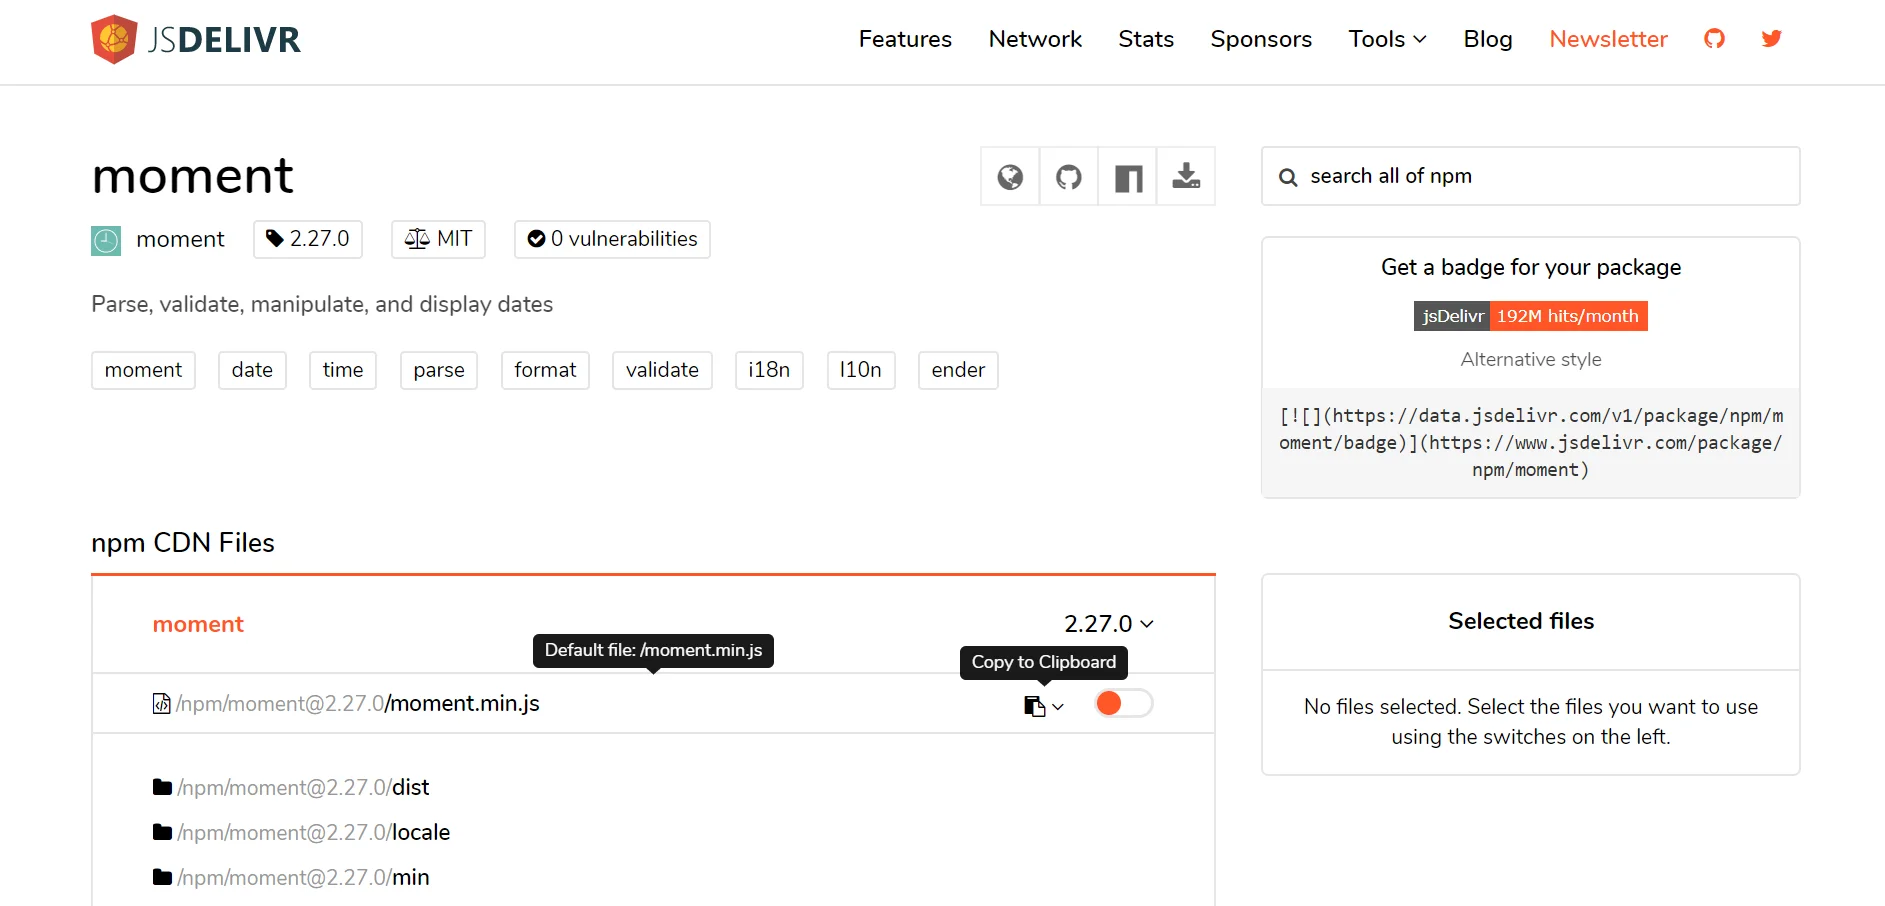 JSDELIVR
Features Network Stats Sponsors Tools Blog Newsletter
moment
search all of npm
moment 2.27.0 MIT 0 vulnerabilities
Parse, validate, manipulate, and display dates
moment date time parse format validate i18n l10n ender
Get a badge for your package
jsDelivr 192M hits/month
Alternative style
[![](https://data.jsdelivr.com/v1/package/npm/m
oment/badge)](https://www.jsdelivr.com/package/
npm/moment)
npm CDN Files
moment 2.27.0
Default file: /moment.min.js
Copy to Clipboard
/npm/moment@2.27.0/moment.min.js
/npm/moment@2.27.0/dist
/npm/moment@2.27.0/locale
/npm/moment@2.27.0/min
Selected files
No files selected. Select the files you want to use
using the switches on the left.